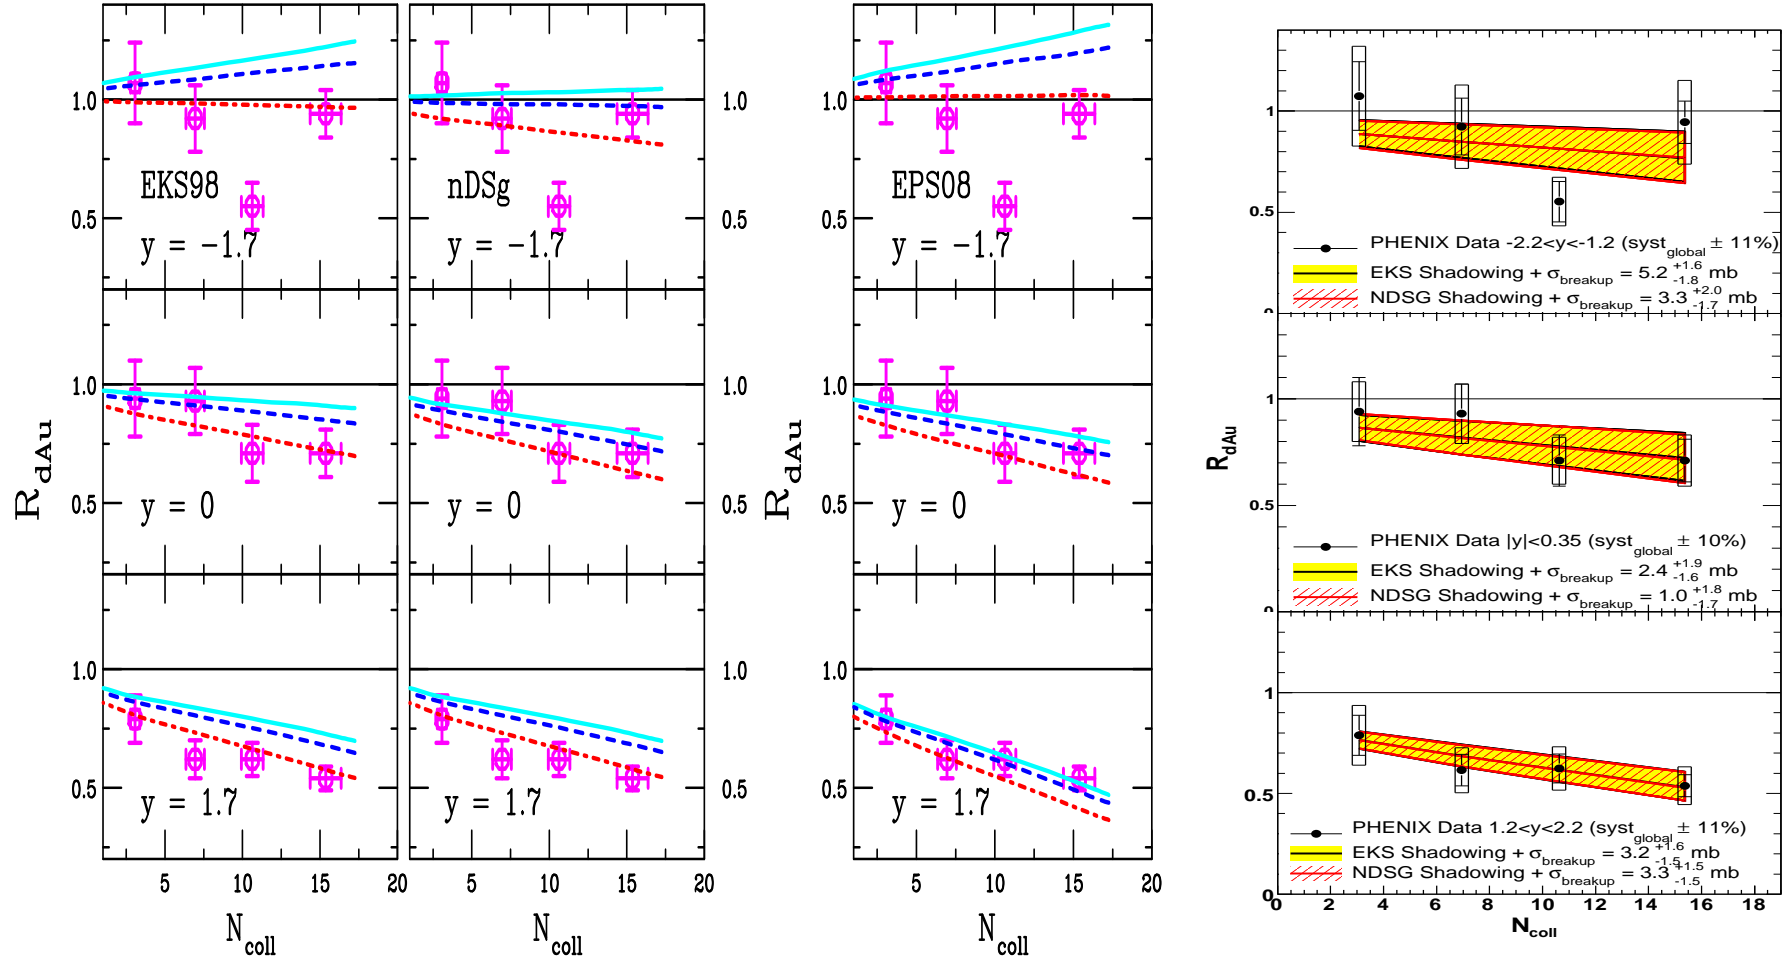 1.0
0.5
EKS98
y = −1.7
nDSg
y = −1.7
1.0
0.5
EPS08
y = −1.7
1.0
0.5
y = 0
y = 0
1.0
0.5
y = 0
1.0
0.5
y = 1.7
y = 1.7
1.0
0.5
y = 1.7
R_dAu
R_dAu
5 10 15
5 10 15 20
5 10 15 20
N_coll
N_coll
N_coll
1
0.5
PHENIX Data -2.2<y<-1.2 (syst_global ± 11%)
EKS Shadowing + σ_breakup = 5.2 +1.6 -1.8 mb
NDSG Shadowing + σ_breakup = 3.3 +2.0 -1.7 mb
0
1
R_dAu
0.5
PHENIX Data |y|<0.35 (syst_global ± 10%)
EKS Shadowing + σ_breakup = 2.4 +1.9 -1.6 mb
NDSG Shadowing + σ_breakup = 1.0 +1.8 -1.7 mb
0
1
0.5
PHENIX Data 1.2<y<2.2 (syst_global ± 11%)
EKS Shadowing + σ_breakup = 3.2 +1.6 -1.5 mb
NDSG Shadowing + σ_breakup = 3.3 +1.5 -1.5 mb
0
0 2 4 6 8 10 12 14 16 18
N_coll